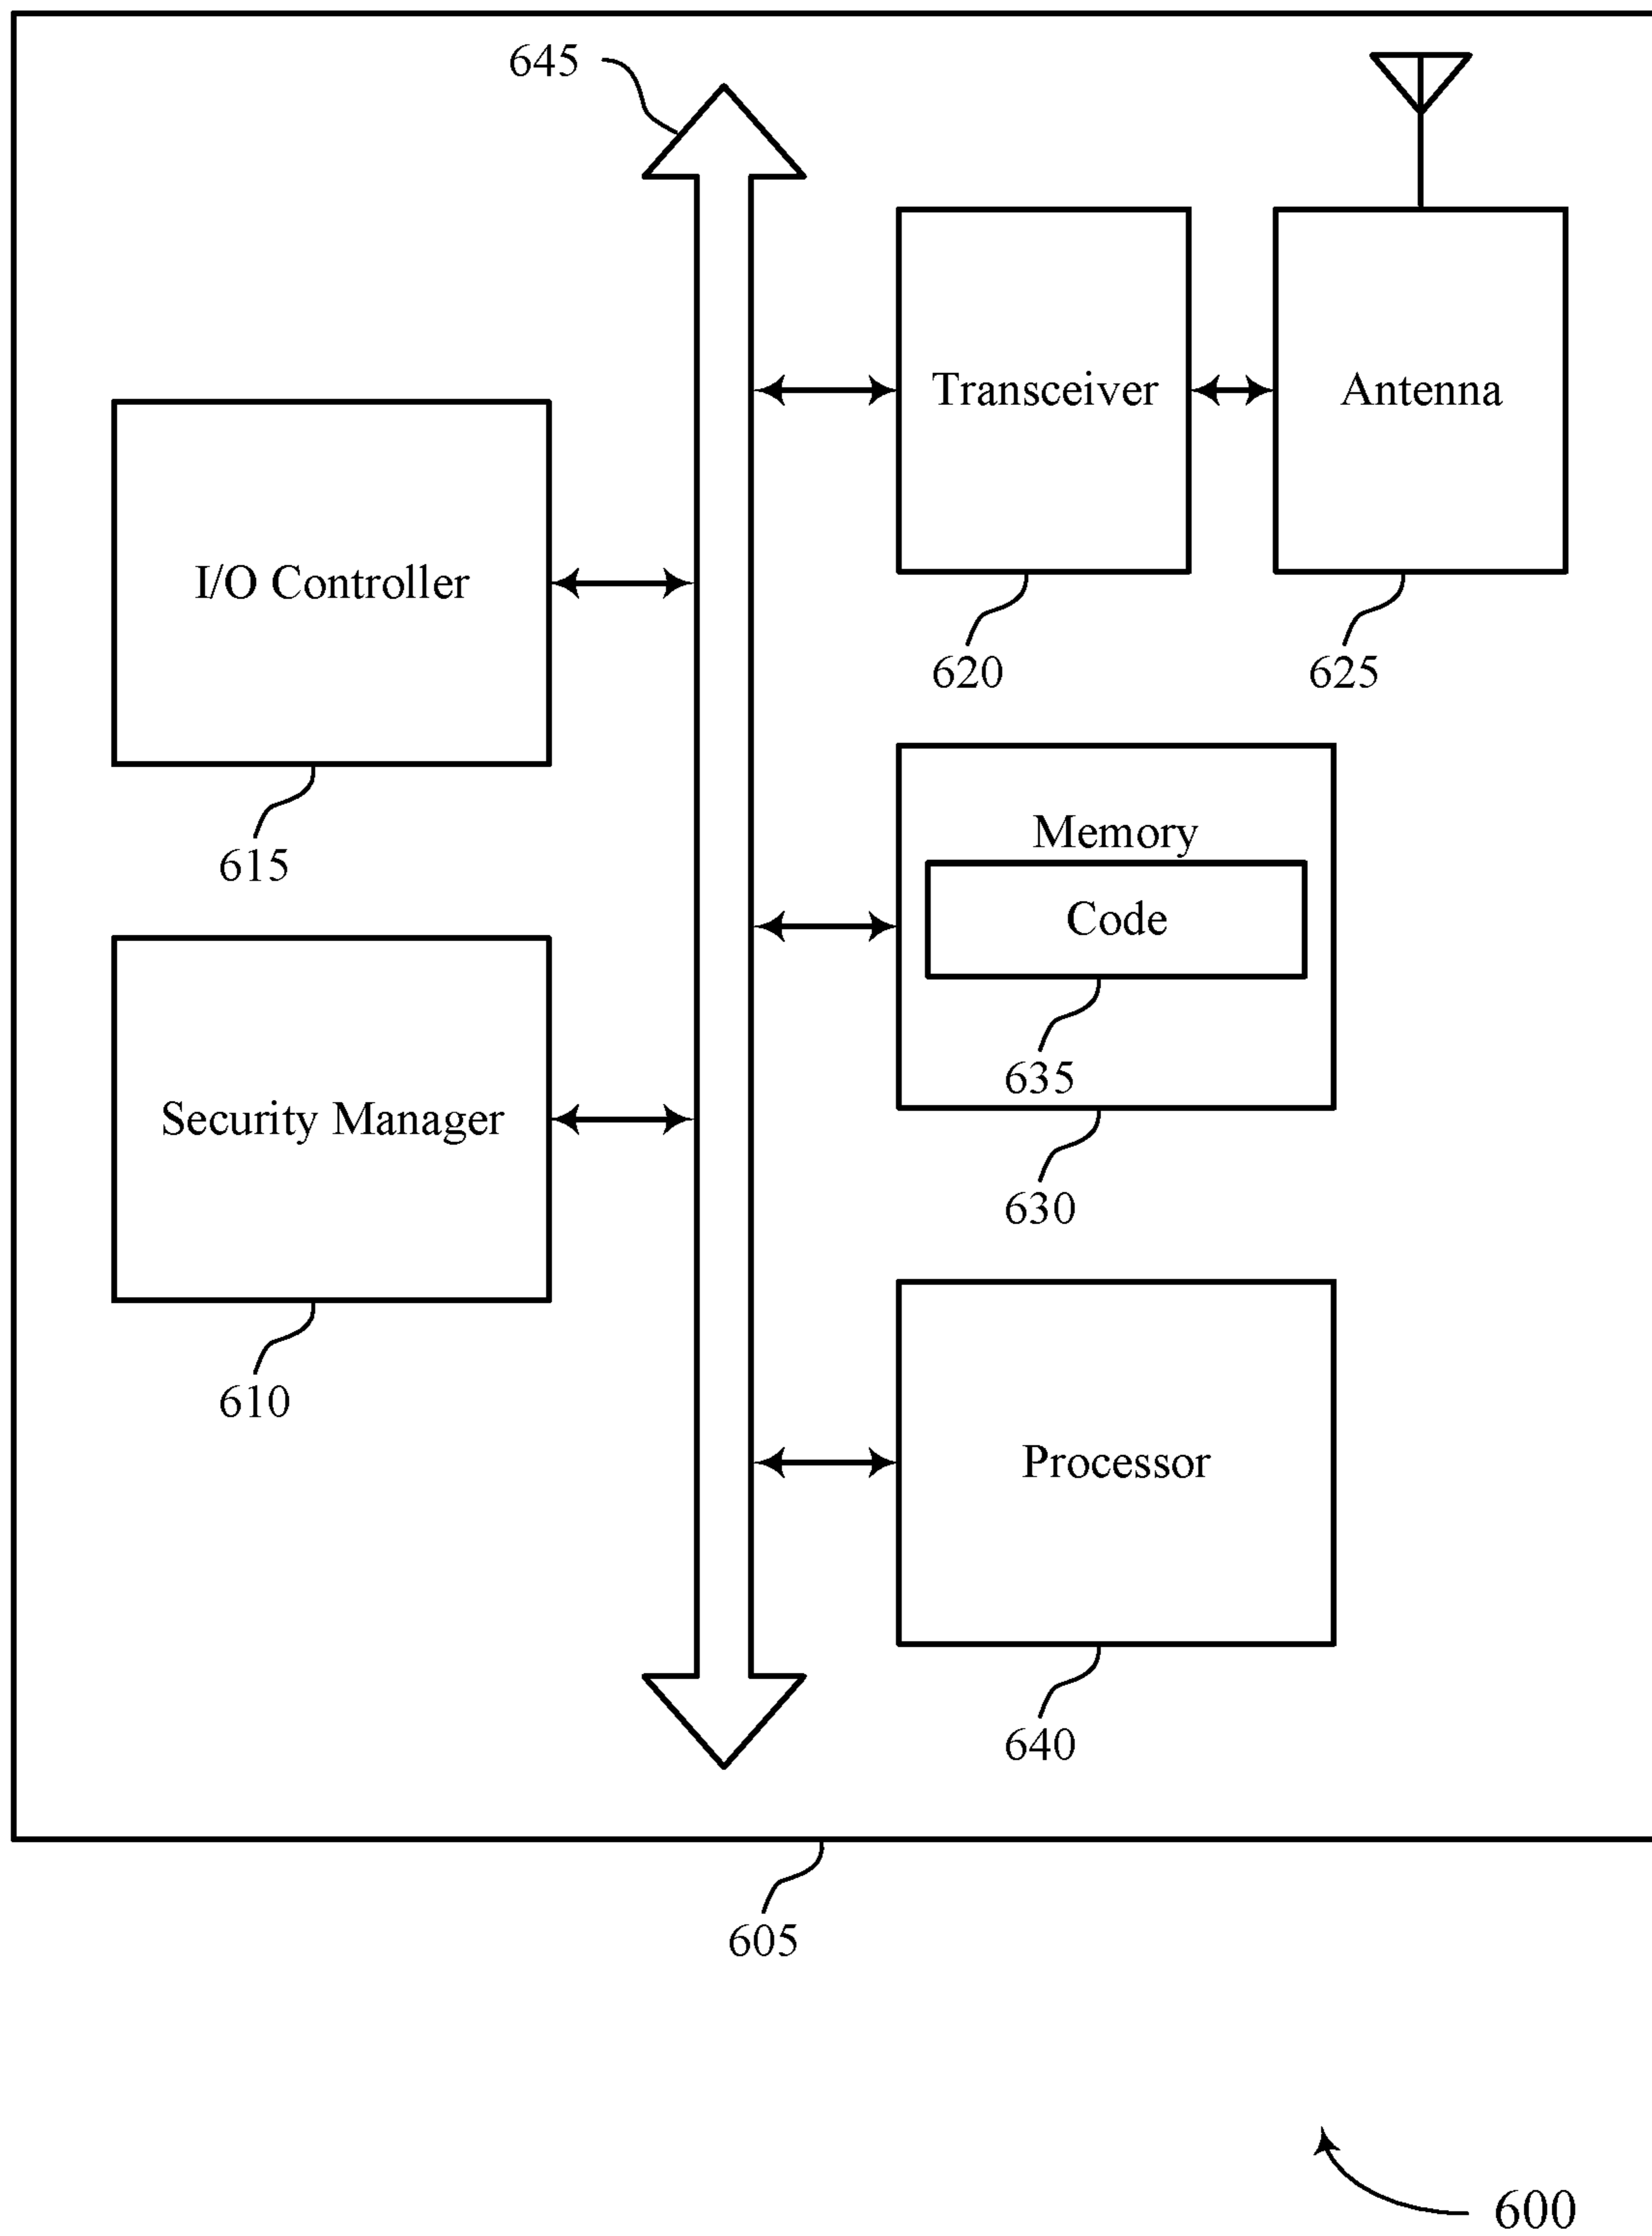 645
Transceiver
Antenna
I/O Controller
620
625
Memory
615
Code
635
Security Manager
630
610
Processor
640
605
600